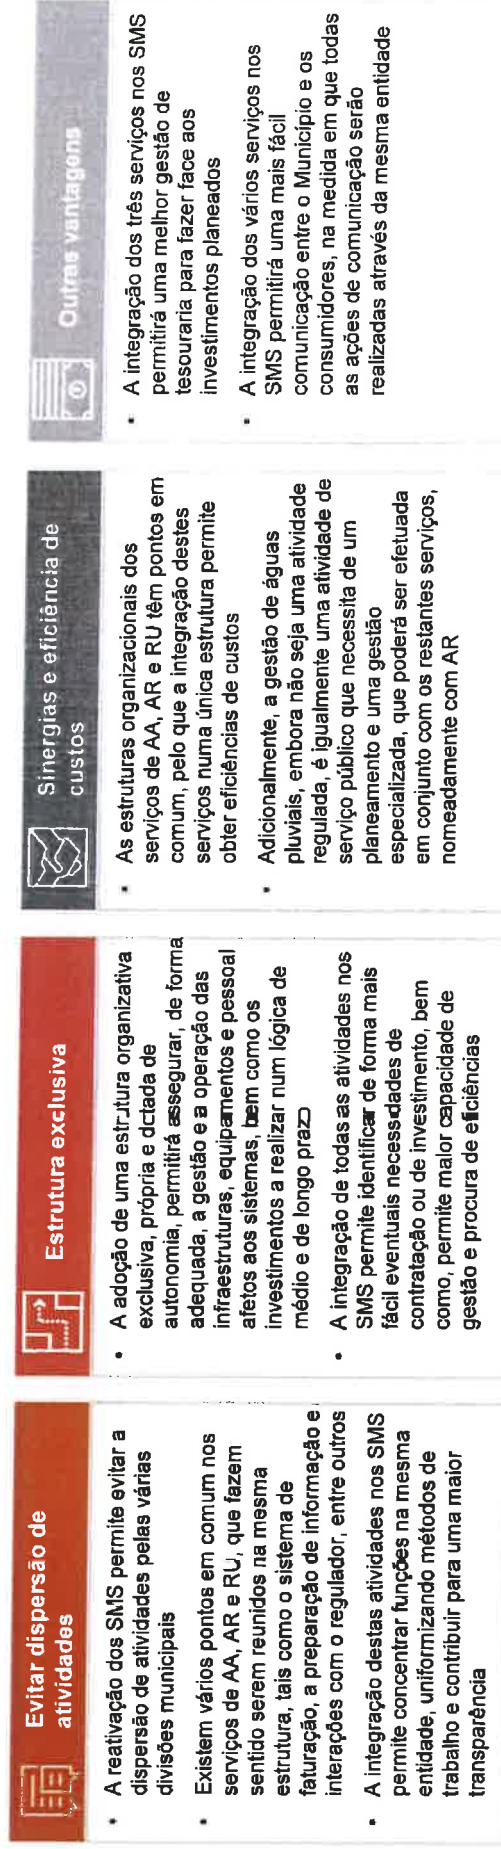 Evitar dispersão de
atividades
A reativação dos SMS permite evitar a
dispersão de atividades pelas várias
divisões municipais
Existem vários pontos em comum nos
serviços de AA, AR e RU, que fazem
sentido serem reunidos na mesma
estrutura, tais como o sistema de
faturação, a preparação de informação e
interações com o regulador, entre outros
A integração destas atividades nos SMS
permite concentrar funções na mesma
entidade, uniformizando métodos de
trabalho e contribuir para uma maior
transparência
Estrutura exclusiva
A adoção de uma estrutura organizativa
exclusiva, própria e dotada de
autonomia, permitirá assegurar, de forma
adequada, a gestão e a operação das
infraestruturas, equipamentos e pessoal
afetos aos sistemas, bem como os
investimentos a realizar num lógica de
médio e de longo prazo
A integração de todas as atividades nos
SMS permite identificar de forma mais
fácil eventuais necessidades de
contratação ou de investimento, bem
como, permite maior capacidade de
gestão e procura de eficiências
Sinergias e eficiência de
custos
As estruturas organizacionais dos
serviços de AA, AR e RU têm pontos em
comum, pelo que a integração destes
serviços numa única estrutura permite
obter eficiências de custos
Adicionalmente, a gestão de águas
pluviais, embora não seja uma atividade
regulada, é igualmente uma atividade de
serviço público que necessita de um
planeamento e uma gestão
especializada, que poderá ser efetuada
em conjunto com os restantes serviços,
nomeadamente com AR
Outras vantagens
A integração dos três serviços nos SMS
permitirá uma melhor gestão de
tesouraria para fazer face aos
investimentos planeados
A integração dos vários serviços nos
SMS permitirá uma mais fácil
comunicação entre o Município e os
consumidores, na medida em que todas
as ações de comunicação serão
realizadas através da mesma entidade